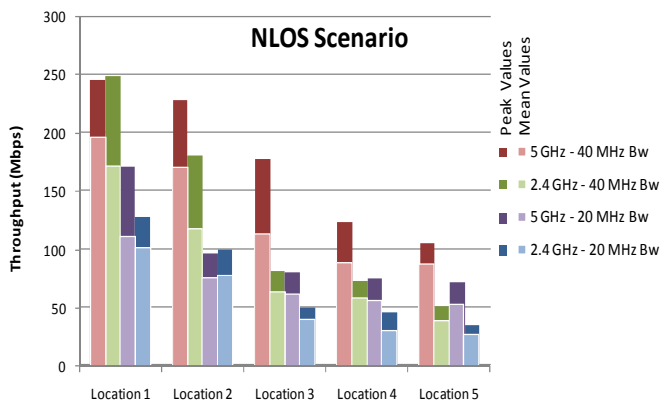 NLOS Scenario
300
250
200
150
100
50
0
Throughput (Mbps)
Location 1
Location 2
Location 3
Location 4
Location 5
Peak Values
Mean Values
5 GHz - 40 MHz Bw
2.4 GHz - 40 MHz Bw
5 GHz - 20 MHz Bw
2.4 GHz - 20 MHz Bw